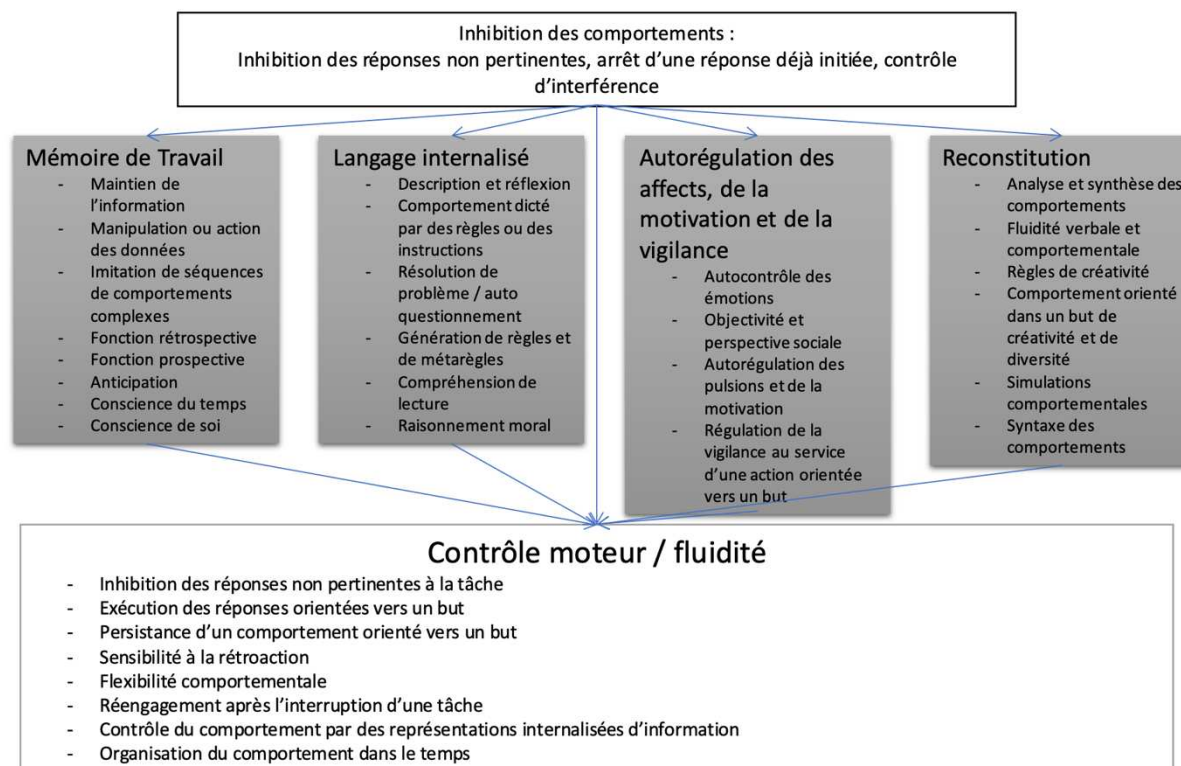 Inhibition des comportements :
Inhibition des réponses non pertinentes, arrêt d'une réponse déjà initiée, contrôle
d'interférence
Mémoire de Travail
- Maintien de
l'information
- Manipulation ou action
des données
- Imitation de séquences
de comportements
complexes
- Fonction rétrospective
- Fonction prospective
- Anticipation
- Conscience du temps
- Conscience de soi
Langage internalisé
- Description et réflexion
- Comportement dicté
par des règles ou des
instructions
- Résolution de
problème / auto
questionnement
- Génération de règles et
de métarègles
- Compréhension de
lecture
- Raisonnement moral
Autorégulation des
affects, de la
motivation et de la
vigilance
- Autocontrôle des
émotions
- Objectivité et
perspective sociale
- Autorégulation des
pulsions et de la
motivation
- Régulation de la
vigilance au service
d'une action orientée
vers un but
Reconstitution
- Analyse et synthèse des
comportements
- Fluidité verbale et
comportementale
- Règles de créativité
- Comportement orienté
dans un but de
créativité et de
diversité
- Simulations
comportementales
- Syntaxe des
comportements
Contrôle moteur / fluidité
- Inhibition des réponses non pertinentes à la tâche
- Exécution des réponses orientées vers un but
- Persistance d'un comportement orienté vers un but
- Sensibilité à la rétroaction
- Flexibilité comportementale
- Réengagement après l'interruption d'une tâche
- Contrôle du comportement par des représentations internalisées d'information
- Organisation du comportement dans le temps